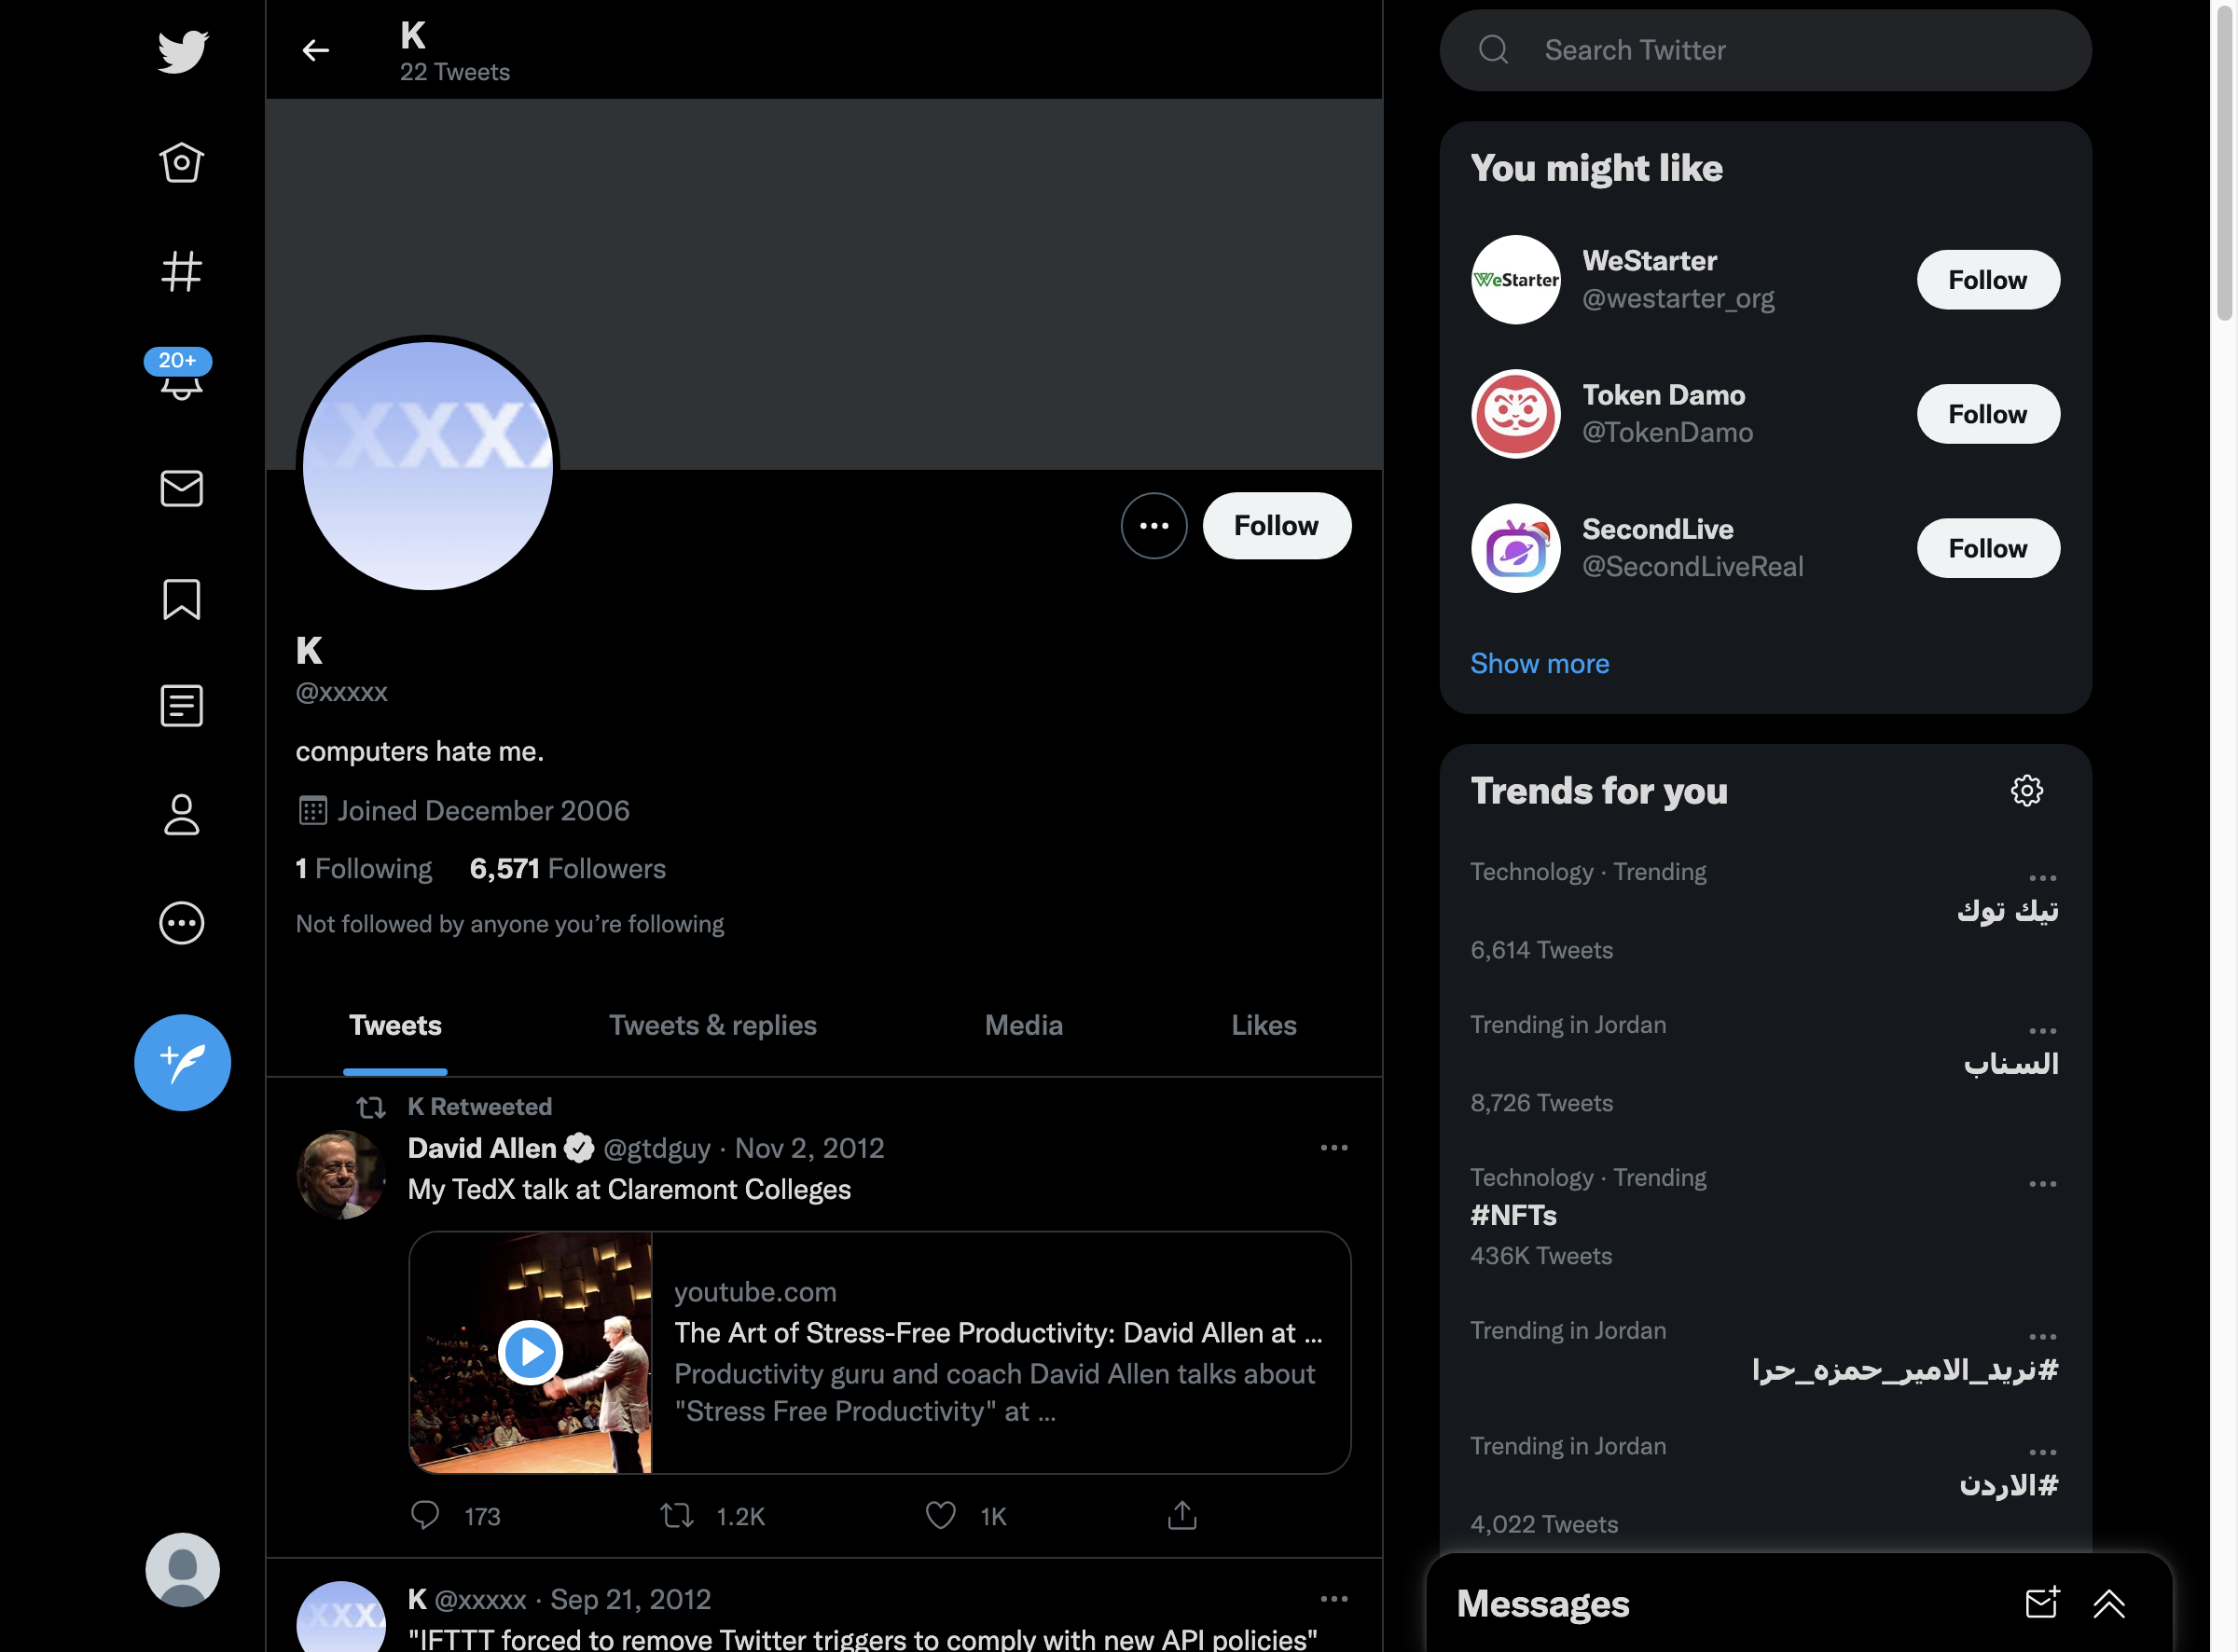 K
22 Tweets
XXXX
Follow
K
@xxxxx
computers hate me.
Joined December 2006
1 Following 6,571 Followers
Not followed by anyone you’re following
Tweets Tweets & replies Media Likes
K Retweeted
David Allen @gtdguy · Nov 2, 2012
My TedX talk at Claremont Colleges
youtube.com
The Art of Stress-Free Productivity: David Allen at ...
Productivity guru and coach David Allen talks about
"Stress Free Productivity" at ...
173 1.2K 1K
XXX
K @xxxxx · Sep 21, 2012
"IFTTT forced to remove Twitter triggers to comply with new API policies"
20+
Search Twitter
You might like
WeStarter
WeStarter
@westarter_org
Follow
Token Damo
@TokenDamo
Follow
SecondLive
@SecondLiveReal
Follow
Show more
Trends for you
Technology · Trending
تيك توك
6,614 Tweets
Trending in Jordan
السناب
8,726 Tweets
Technology · Trending
#NFTs
436K Tweets
Trending in Jordan
#نريد_الامير_حمزه_حرا
Trending in Jordan
#الاردن
4,022 Tweets
Messages